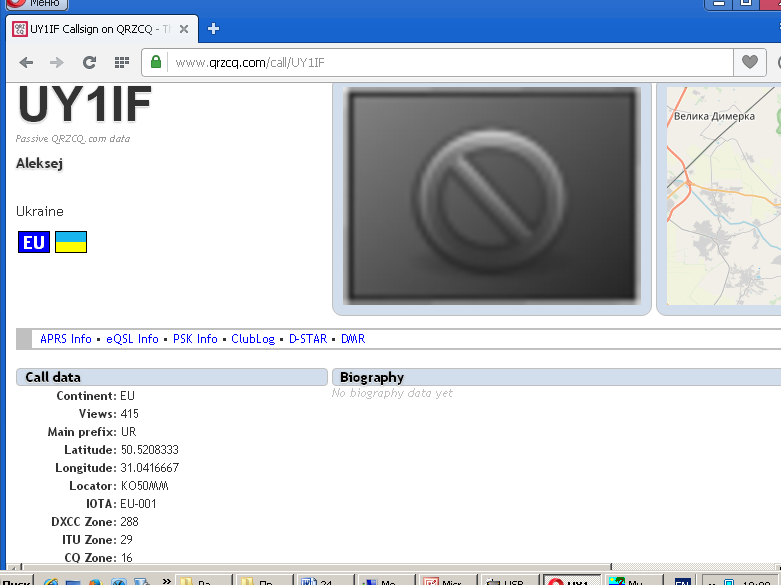 Меню
UY1IF Callsign on QRZCQ - T
www.qrzcq.com/call/UY1IF
UY1IF
Passive QRZCQ.com data
Aleksej
Ukraine
EU
Велика Димерка
APRS Info • eQSL Info • PSK Info • ClubLog • D-STAR • DMR
Call data
Continent: EU
Views: 415
Main prefix: UR
Latitude: 50.5208333
Longitude: 31.0416667
Locator: KO50MM
IOTA: EU-001
DXCC Zone: 288
ITU Zone: 29
CQ Zone: 16
Biography
No biography data yet
Пуск
EN